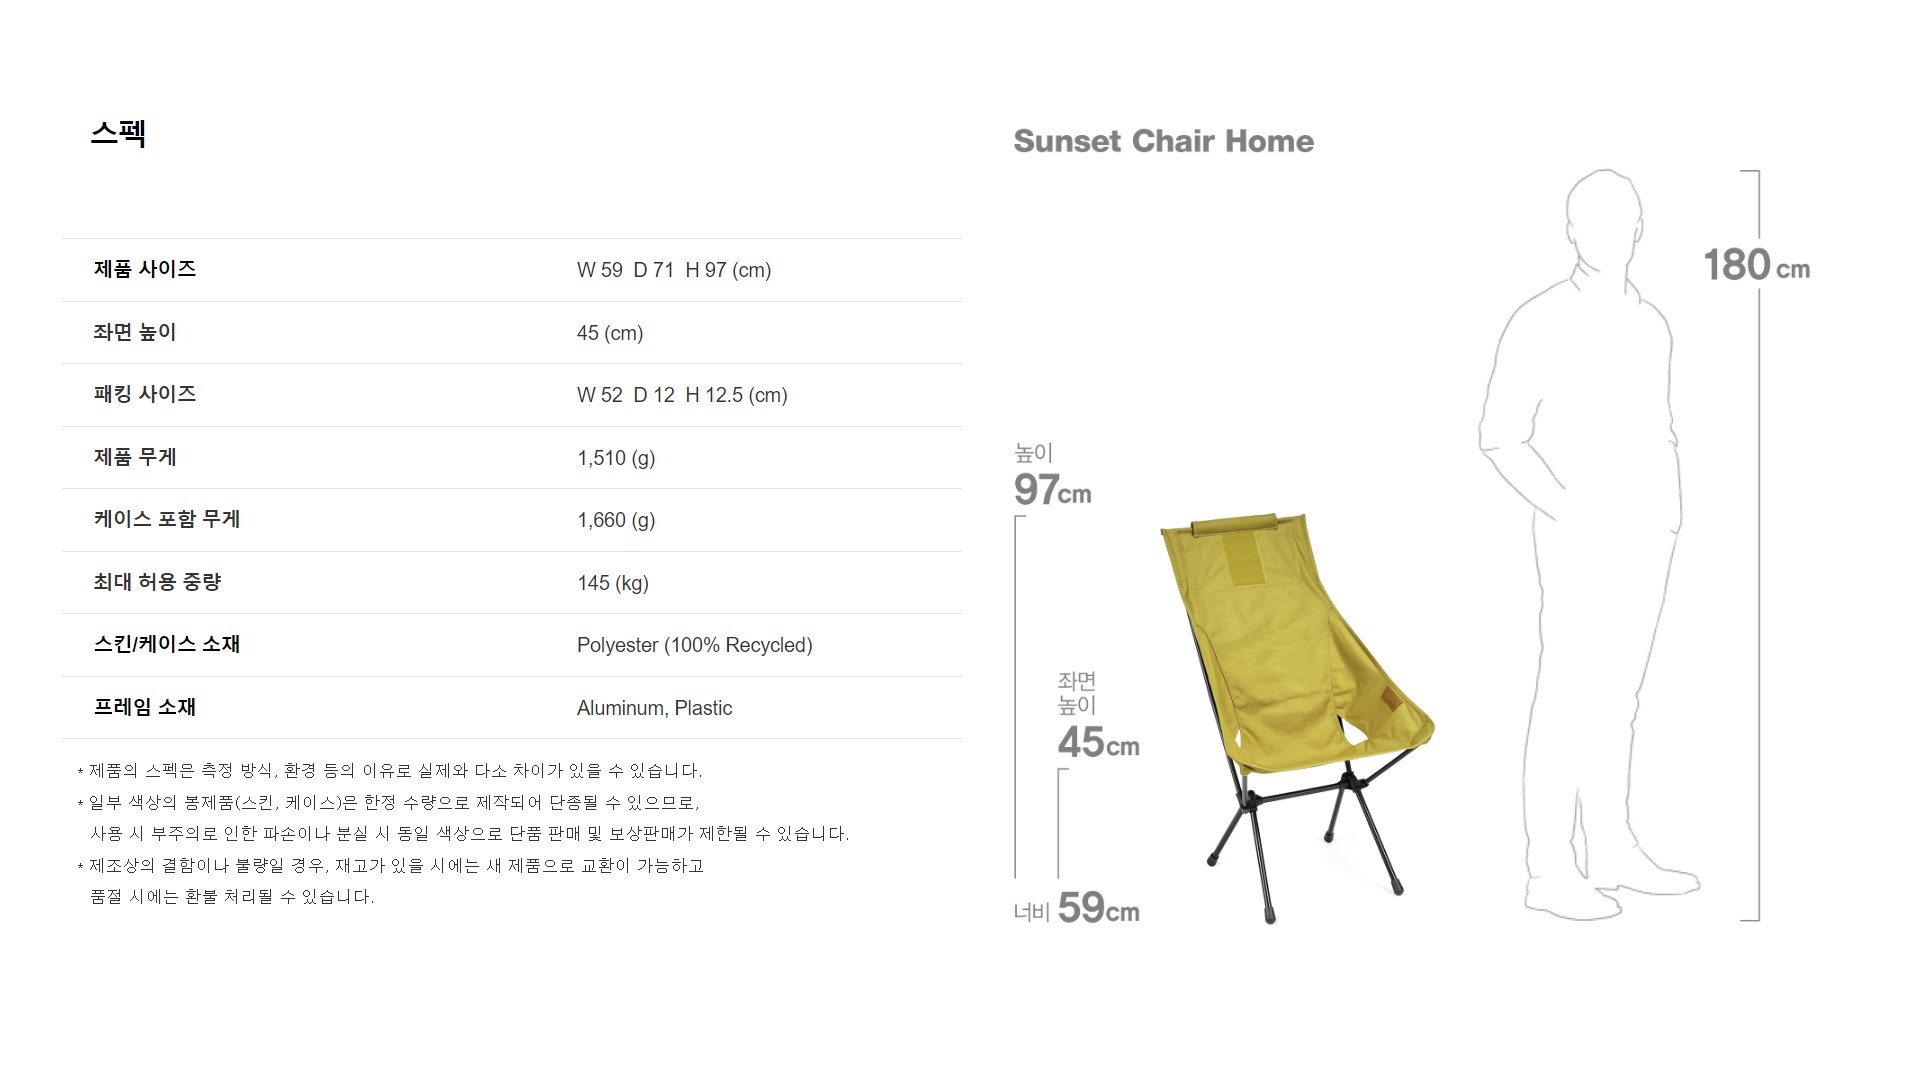 스펙
제품 사이즈 W 59 D 71 H 97 (cm)
좌면 높이 45 (cm)
패킹 사이즈 W 52 D 12 H 12.5 (cm)
제품 무게 1,510 (g)
케이스 포함 무게 1,660 (g)
최대 허용 중량 145 (kg)
스킨/케이스 소재 Polyester (100% Recycled)
프레임 소재 Aluminum, Plastic
* 제품의 스펙은 측정 방식, 환경 등의 이유로 실제와 다소 차이가 있을 수 있습니다.
* 일부 색상의 봉제품(스킨, 케이스)은 한정 수량으로 제작되어 단종될 수 있으므로,
사용 시 부주의로 인한 파손이나 분실 시 동일 색상으로 단품 판매 및 보상판매가 제한될 수 있습니다.
* 제조상의 결함이나 불량일 경우, 재고가 있을 시에는 새 제품으로 교환이 가능하고
품절 시에는 환불 처리될 수 있습니다.
Sunset Chair Home
180 cm
높이
97cm
좌면
높이
45cm
너비 59cm